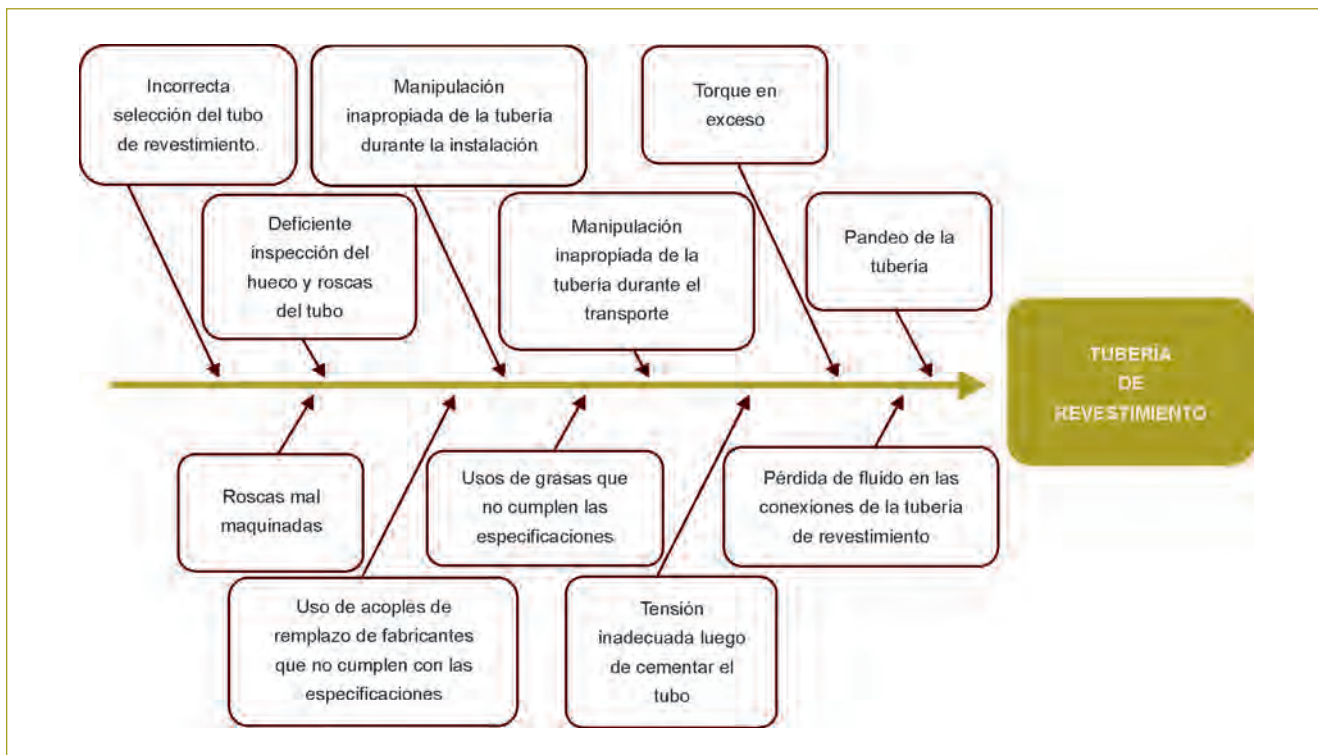 Incorrecta
selección del tubo
de revestimiento.
Manipulación
inapropiada de la tubería
durante la instalación
Torque en
exceso
Deficiente
inspección del
hueco y roscas
del tubo
Manipulación
inapropiada de la
tubería durante el
transporte
Pandeo de la
tubería
TUBERÍA
DE
REVESTIMIENTO
Roscas mal
maquinadas
Usos de grasas que
no cumplen las
especificaciones
Pérdida de fluido en las
conexiones de la tubería
de revestimiento
Uso de acoples de
remplazo de fabricantes
que no cumplen con las
especificaciones
Tensión
inadecuada luego
de cementar el
tubo